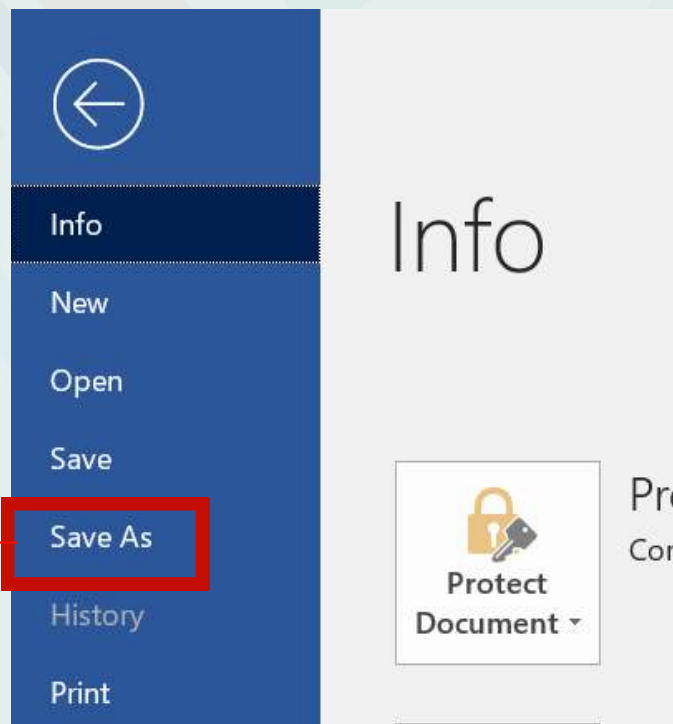 Info
New
Open
Save
Save As
History
Print
Info
Protect
Document